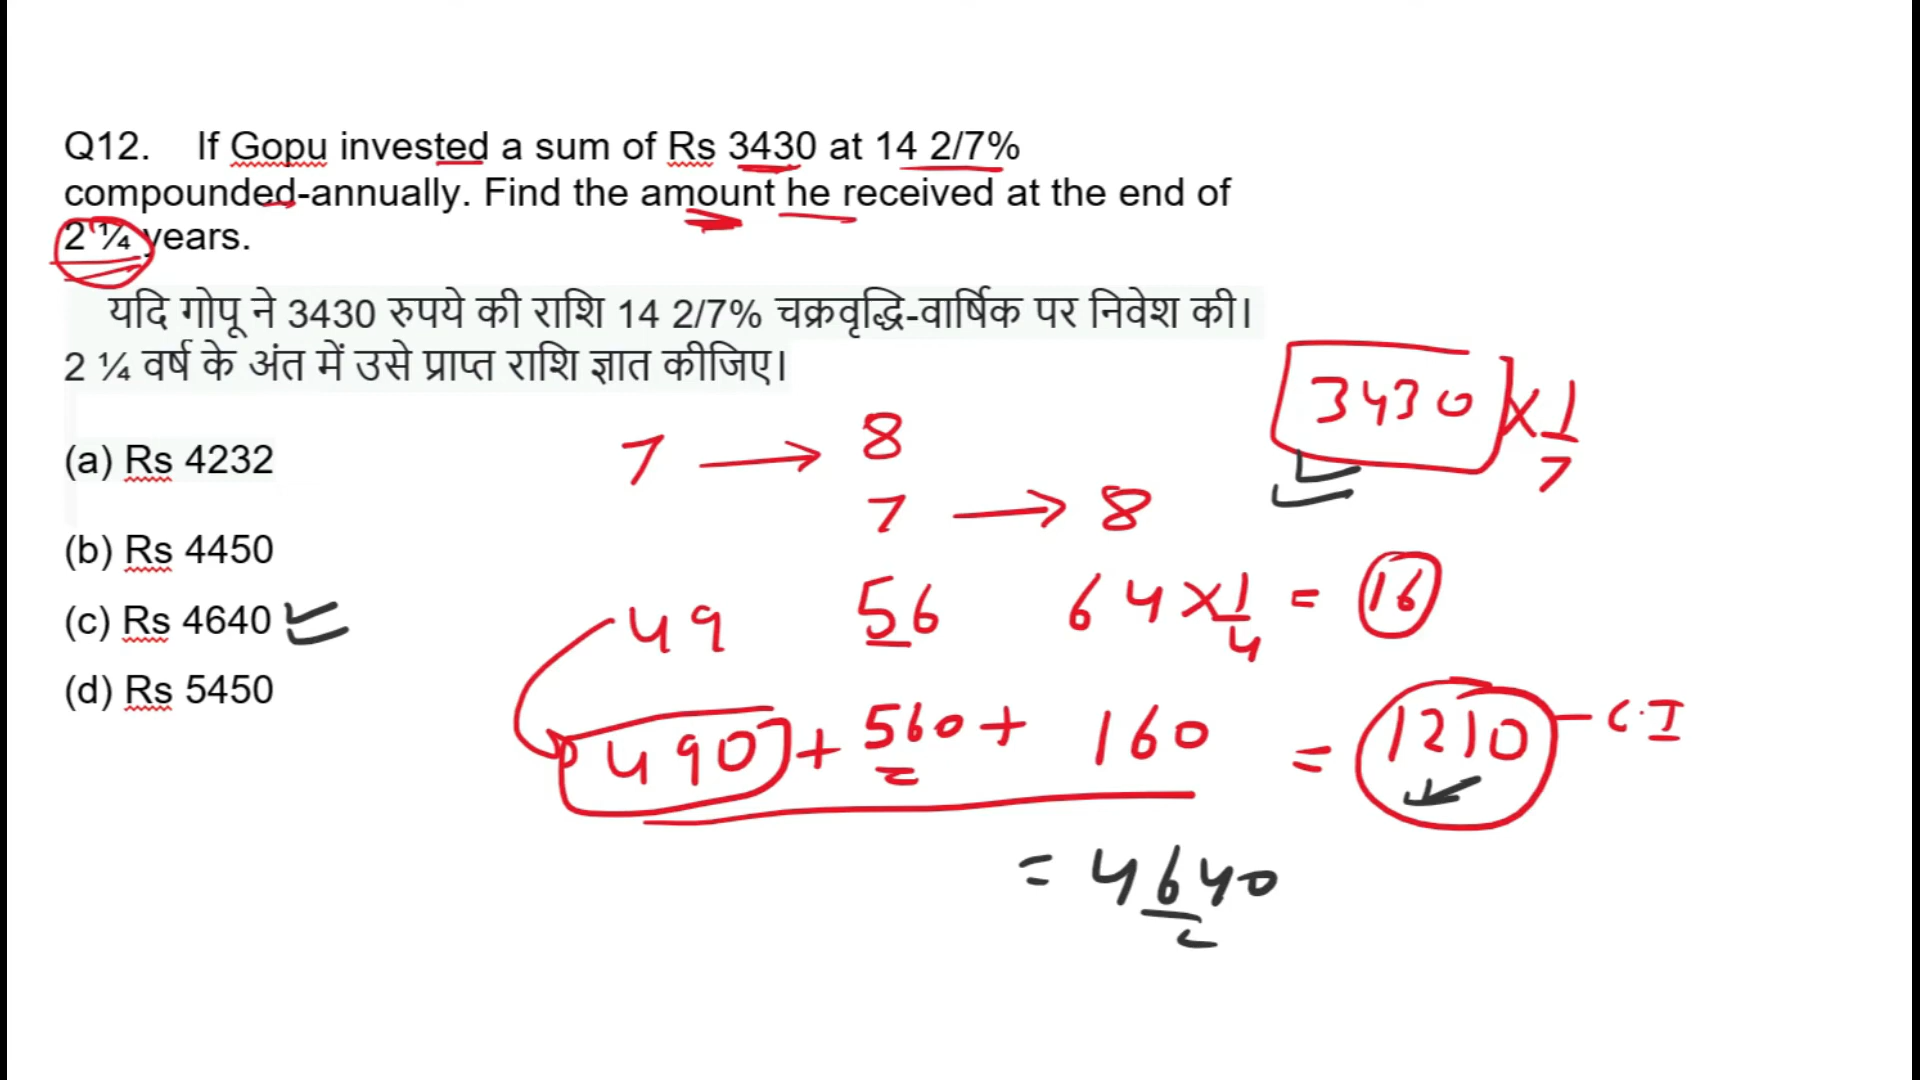 Q12. If Gopu invested a sum of Rs 3430 at 14 2/7%
compounded-annually. Find the amount he received at the end of
2 ¼ years.
यदि गोपू ने 3430 रुपये की राशि 14 2/7% चक्रवृद्धि-वार्षिक पर निवेश की।
2 ¼ वर्ष के अंत में उसे प्राप्त राशि ज्ञात कीजिए।
3430 × 1/7
(a) Rs 4232
7 → 8
7 → 8
(b) Rs 4450
49 56 64 × 1/4 = 16
(c) Rs 4640
(d) Rs 5450
490 + 560 + 160 = 1210 – C.I
= 4640